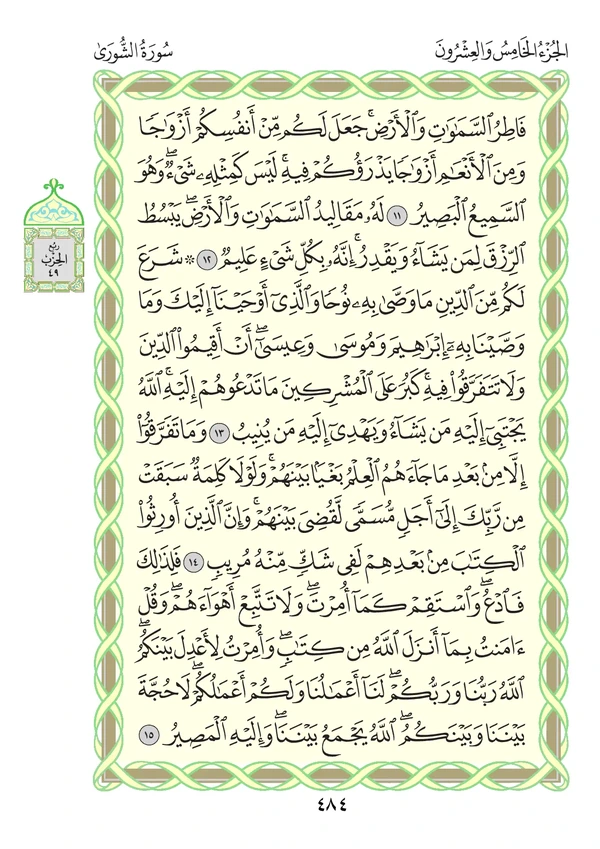 الجُزْءُ الخَامِسُ وَالعِشْرُونَ
سُورَةُ الشُّورَىٰ
فَاطِرُ ٱلسَّمَٰوَٰتِ وَٱلْأَرْضِۚ جَعَلَ لَكُم مِّنْ أَنفُسِكُمْ أَزْوَٰجًا
وَمِنَ ٱلْأَنْعَٰمِ أَزْوَٰجًا يَذْرَؤُكُمْ فِيهِۚ لَيْسَ كَمِثْلِهِۦ شَىْءٌۖ وَهُوَ
ٱلسَّمِيعُ ٱلْبَصِيرُ ١١ لَهُۥ مَقَالِيدُ ٱلسَّمَٰوَٰتِ وَٱلْأَرْضِۖ يَبْسُطُ
ٱلرِّزْقَ لِمَن يَشَآءُ وَيَقْدِرُۚ إِنَّهُۥ بِكُلِّ شَىْءٍ عَلِيمٌ ١٢ ۞ شَرَعَ
لَكُم مِّنَ ٱلدِّينِ مَا وَصَّىٰ بِهِۦ نُوحًا وَٱلَّذِىٓ أَوْحَيْنَآ إِلَيْكَ وَمَا
وَصَّيْنَا بِهِۦٓ إِبْرَٰهِيمَ وَمُوسَىٰ وَعِيسَىٰٓۖ أَنْ أَقِيمُوا۟ ٱلدِّينَ
وَلَا تَتَفَرَّقُوا۟ فِيهِۚ كَبُرَ عَلَى ٱلْمُشْرِكِينَ مَا تَدْعُوهُمْ إِلَيْهِۚ ٱللَّهُ
يَجْتَبِىٓ إِلَيْهِ مَن يَشَآءُ وَيَهْدِىٓ إِلَيْهِ مَن يُنِيبُ ١٣ وَمَا تَفَرَّقُوٓا۟
إِلَّا مِنۢ بَعْدِ مَا جَآءَهُمُ ٱلْعِلْمُ بَغْيًۢا بَيْنَهُمْۚ وَلَوْلَا كَلِمَةٌ سَبَقَتْ
مِن رَّبِّكَ إِلَىٰٓ أَجَلٍ مُّسَمًّى لَّقُضِىَ بَيْنَهُمْۚ وَإِنَّ ٱلَّذِينَ أُورِثُوا۟
ٱلْكِتَٰبَ مِنۢ بَعْدِهِمْ لَفِى شَكٍّ مِّنْهُ مُرِيبٍ ١٤ فَلِذَٰلِكَ
فَٱدْعُۖ وَٱسْتَقِمْ كَمَآ أُمِرْتَۖ وَلَا تَتَّبِعْ أَهْوَآءَهُمْۖ وَقُلْ
ءَامَنتُ بِمَآ أَنزَلَ ٱللَّهُ مِن كِتَٰبٍۖ وَأُمِرْتُ لِأَعْدِلَ بَيْنَكُمُۖ
ٱللَّهُ رَبُّنَا وَرَبُّكُمْۖ لَنَآ أَعْمَٰلُنَا وَلَكُمْ أَعْمَٰلُكُمْۖ لَا حُجَّةَ
بَيْنَنَا وَبَيْنَكُمُۖ ٱللَّهُ يَجْمَعُ بَيْنَنَاۖ وَإِلَيْهِ ٱلْمَصِيرُ ١٥
رُبع
الحِزْب
٤٩
٤٨٤